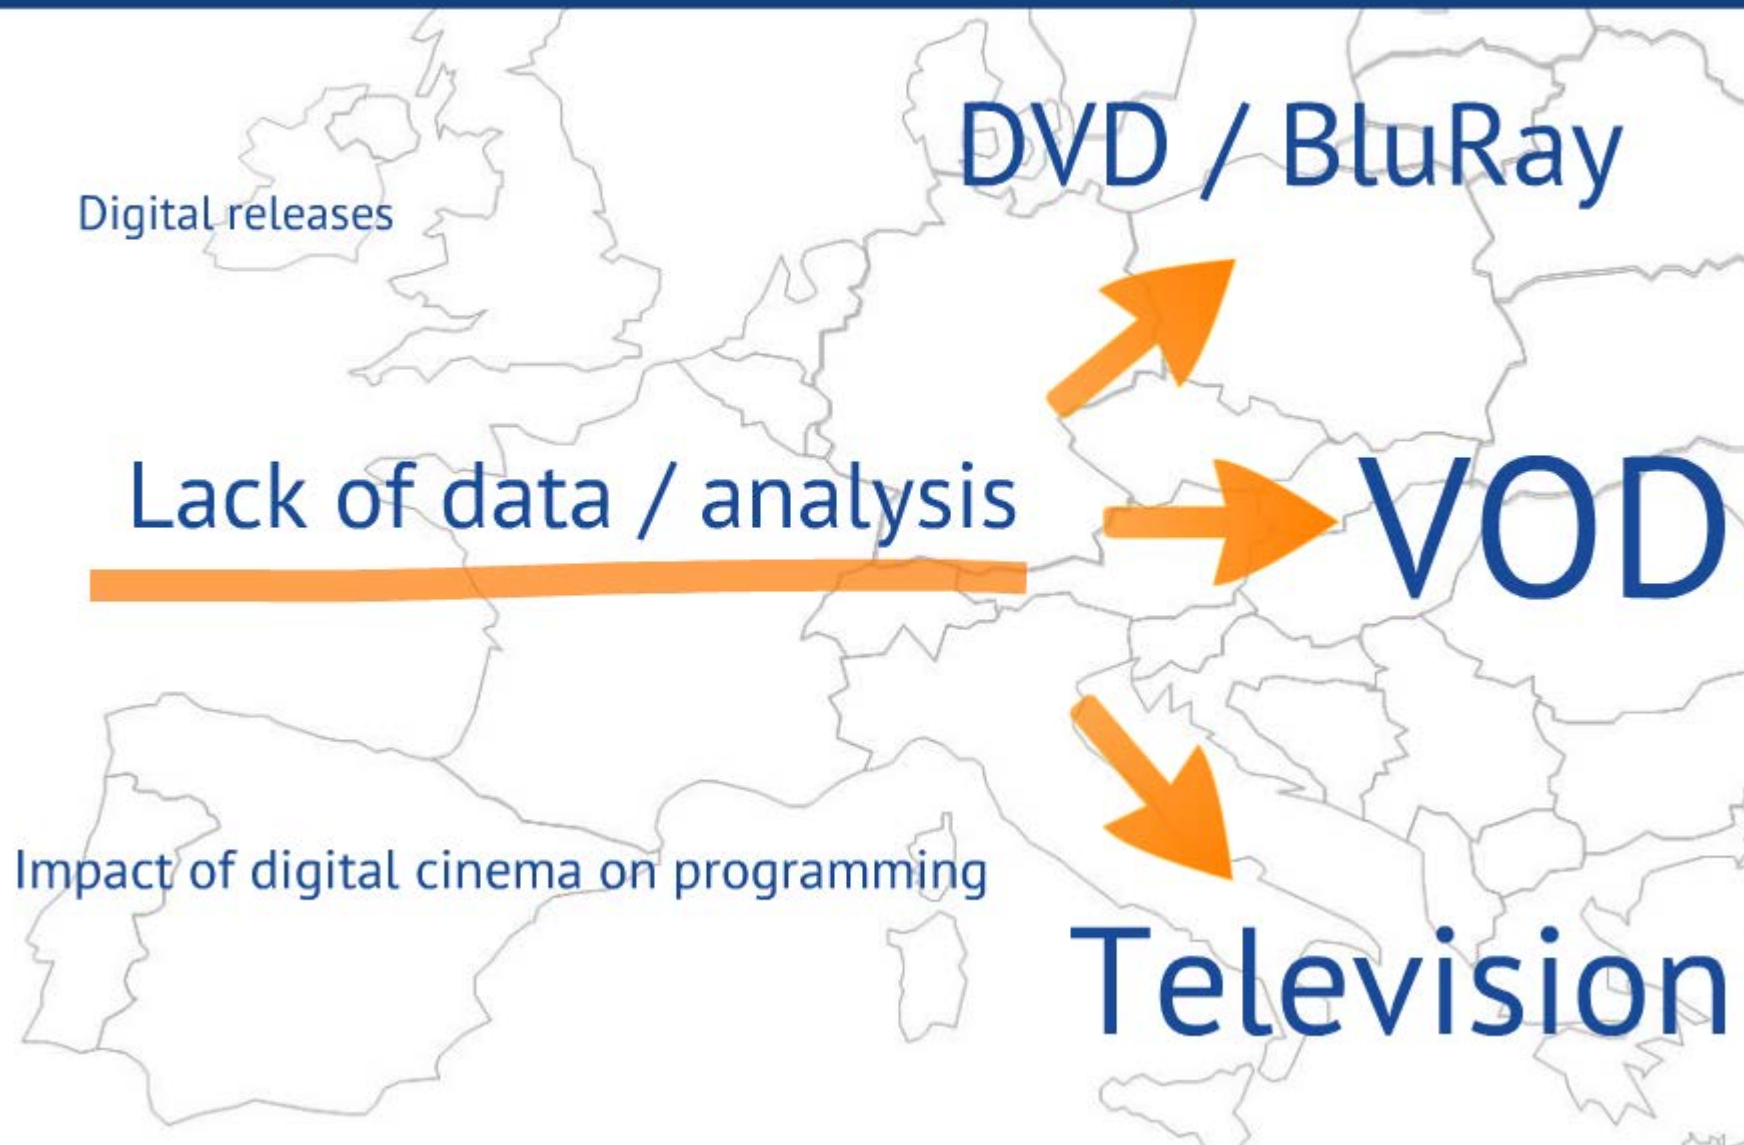 DVD / BluRay
Digital releases
Lack of data / analysis
VOD
Impact of digital cinema on programming
Television